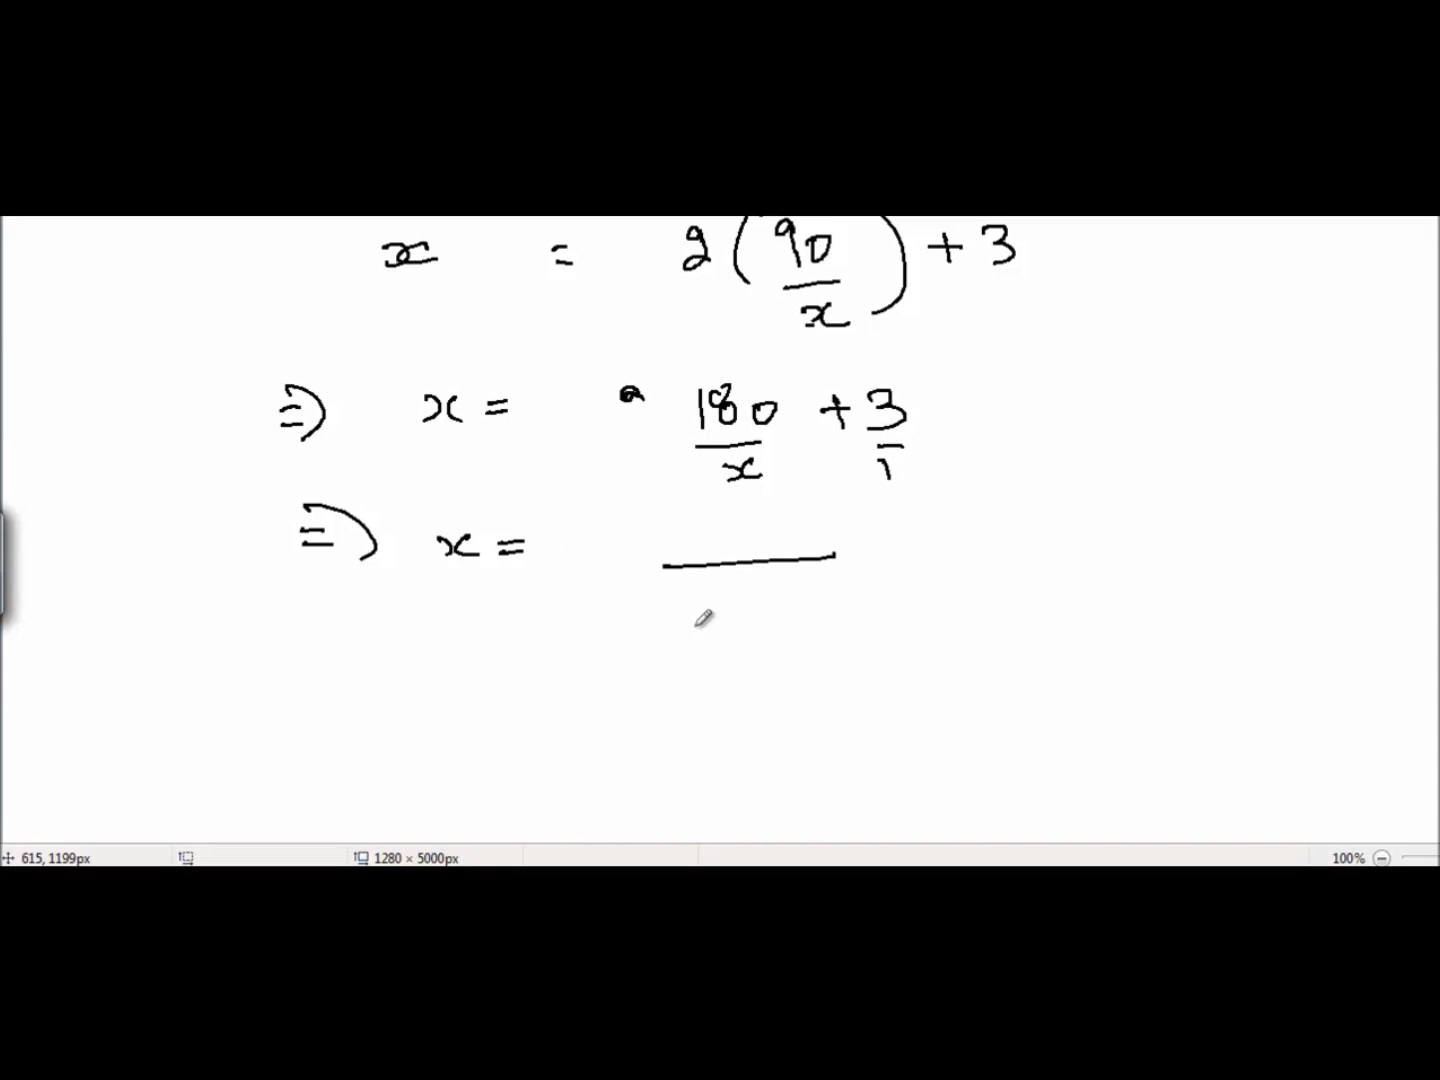 x = 2(90/x) + 3
⇒ x = 180/x + 3/1
⇒ x =
615, 1199px 1280 × 5000px 100%